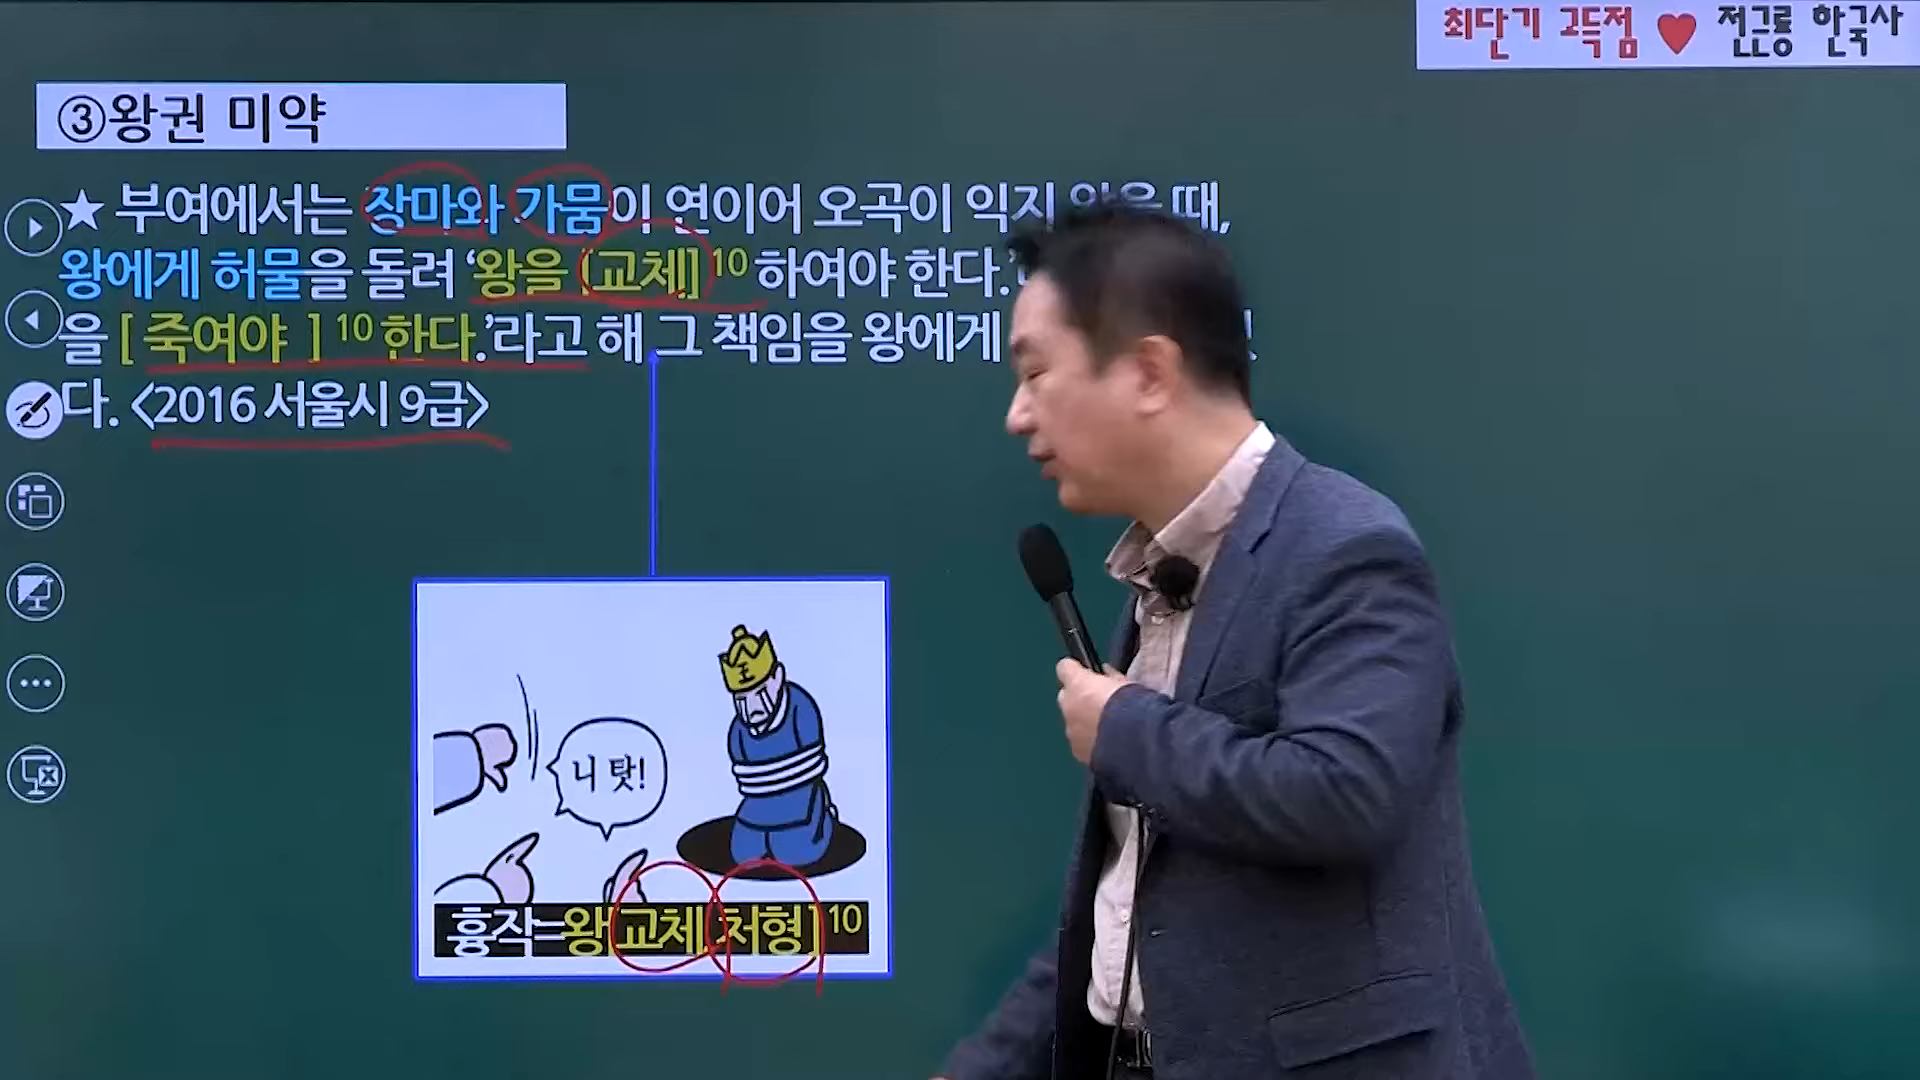 최단기 고득점 ♥ 전근룡 한국사
③왕권 미약
★ 부여에서는 장마와 가뭄이 연이어 오곡이 익지 않을 때,
왕에게 허물을 돌려 ‘왕을 [교체]¹⁰ 하여야 한다.’
을 [ 죽여야 ]¹⁰ 한다.’라고 해 그 책임을 왕에게
다. <2016 서울시 9급>
니 탓!
흉작=왕[교체, 처형]¹⁰